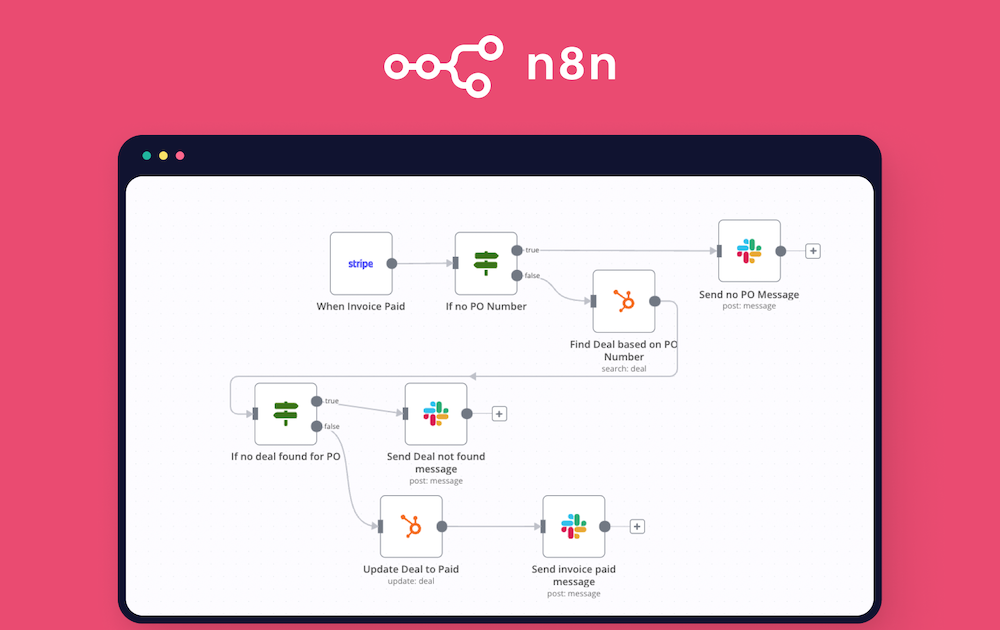 n8n
stripe
When Invoice Paid
true
false
If no PO Number
Send no PO Message
post: message
Find Deal based on PO
Number
search: deal
true
false
If no deal found for PO
Send Deal not found
message
post: message
Update Deal to Paid
update: deal
Send invoice paid
message
post: message